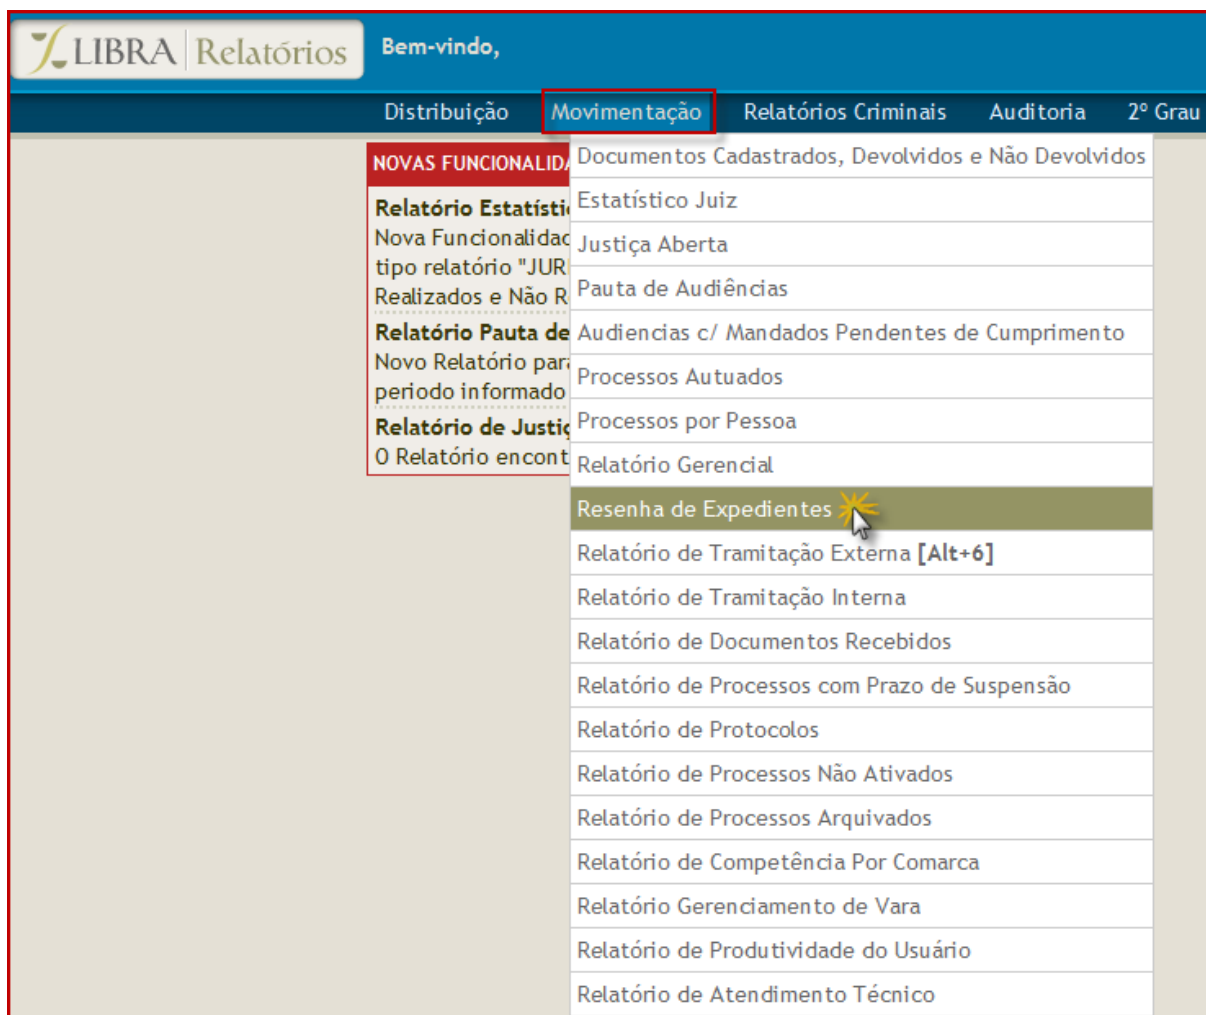 LIBRA Relatórios
Bem-vindo,
Distribuição Movimentação Relatórios Criminais Auditoria 2º Grau
NOVAS FUNCIONALIDA
Relatório Estatísti
Nova Funcionalidad
tipo relatório "JURI
Realizados e Não R
Relatório Pauta de
Novo Relatório para
periodo informado
Relatório de Justiç
O Relatório encont
Documentos Cadastrados, Devolvidos e Não Devolvidos
Estatístico Juiz
Justiça Aberta
Pauta de Audiências
Audiencias c/ Mandados Pendentes de Cumprimento
Processos Autuados
Processos por Pessoa
Relatório Gerencial
Resenha de Expedientes
Relatório de Tramitação Externa [Alt+6]
Relatório de Tramitação Interna
Relatório de Documentos Recebidos
Relatório de Processos com Prazo de Suspensão
Relatório de Protocolos
Relatório de Processos Não Ativados
Relatório de Processos Arquivados
Relatório de Competência Por Comarca
Relatório Gerenciamento de Vara
Relatório de Produtividade do Usuário
Relatório de Atendimento Técnico